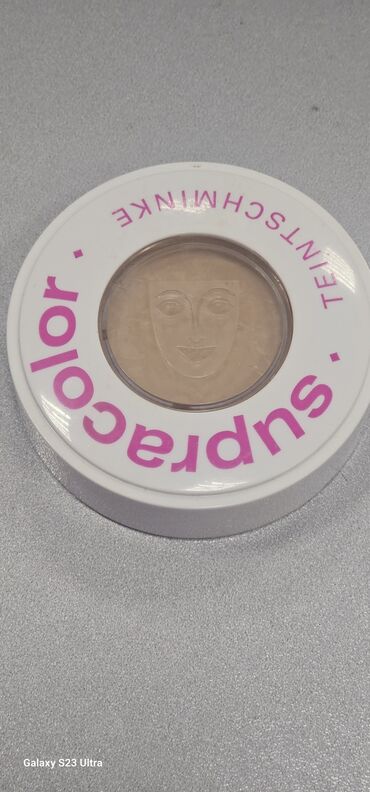 supracolor
TEINTSCHMINKE
Galaxy S23 Ultra